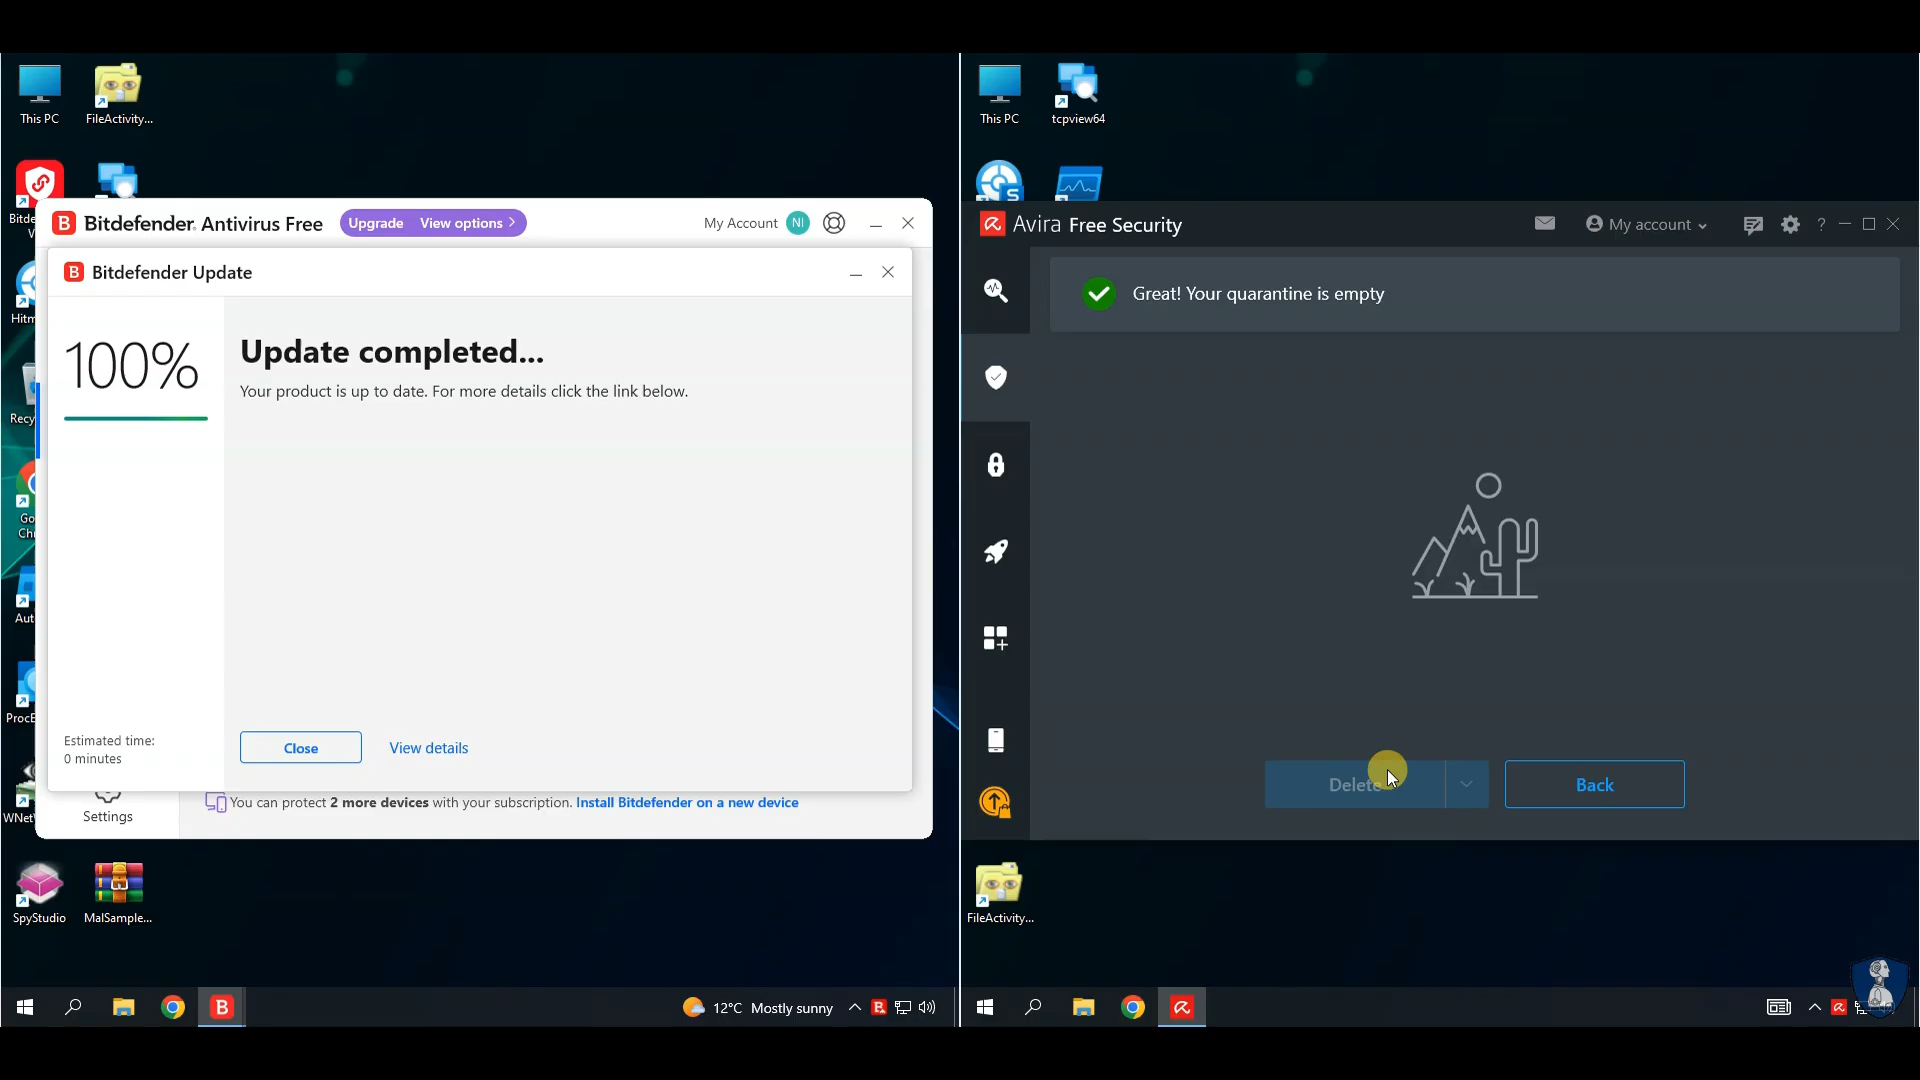 This PC
FileActivity...
Bitdefender Antivirus Free
Upgrade View options >
My Account NI
Bitdefender Update
100%
Update completed...
Your product is up to date. For more details click the link below.
Estimated time:
0 minutes
Close
View details
Settings
You can protect 2 more devices with your subscription. Install Bitdefender on a new device
SpyStudio
MalSample...
12°C Mostly sunny
This PC
tcpview64
Avira Free Security
My account
?
Great! Your quarantine is empty
Delete
Back
FileActivity...